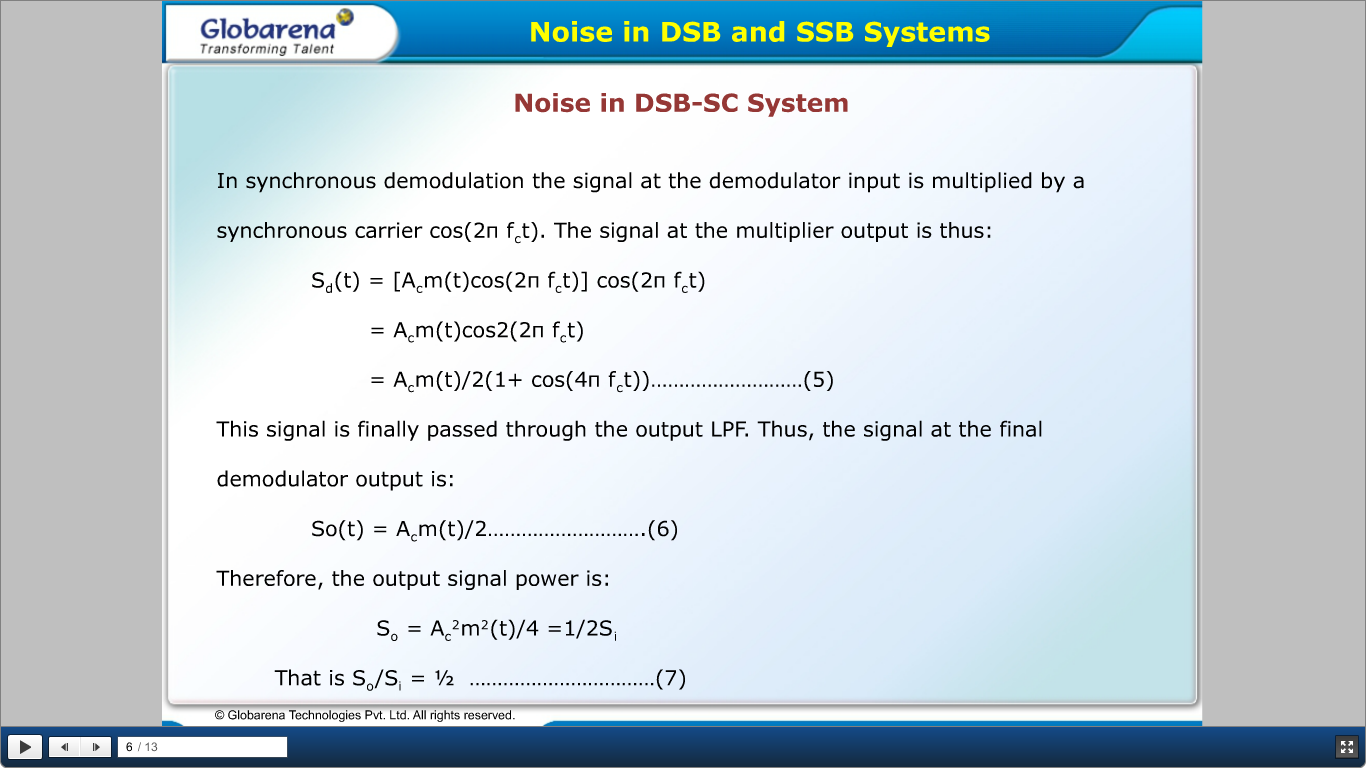 Globarena
Transforming Talent
Noise in DSB and SSB Systems
Noise in DSB-SC System
In synchronous demodulation the signal at the demodulator input is multiplied by a
synchronous carrier cos(2п fct). The signal at the multiplier output is thus:
Sd(t) = [Acm(t)cos(2п fct)] cos(2п fct)
= Acm(t)cos2(2п fct)
= Acm(t)/2(1+ cos(4п fct))………………………(5)
This signal is finally passed through the output LPF. Thus, the signal at the final
demodulator output is:
So(t) = Acm(t)/2……………………….(6)
Therefore, the output signal power is:
So = Ac²m²(t)/4 =1/2Si
That is So/Si = ½ ……………………………(7)
© Globarena Technologies Pvt. Ltd. All rights reserved.
6 / 13